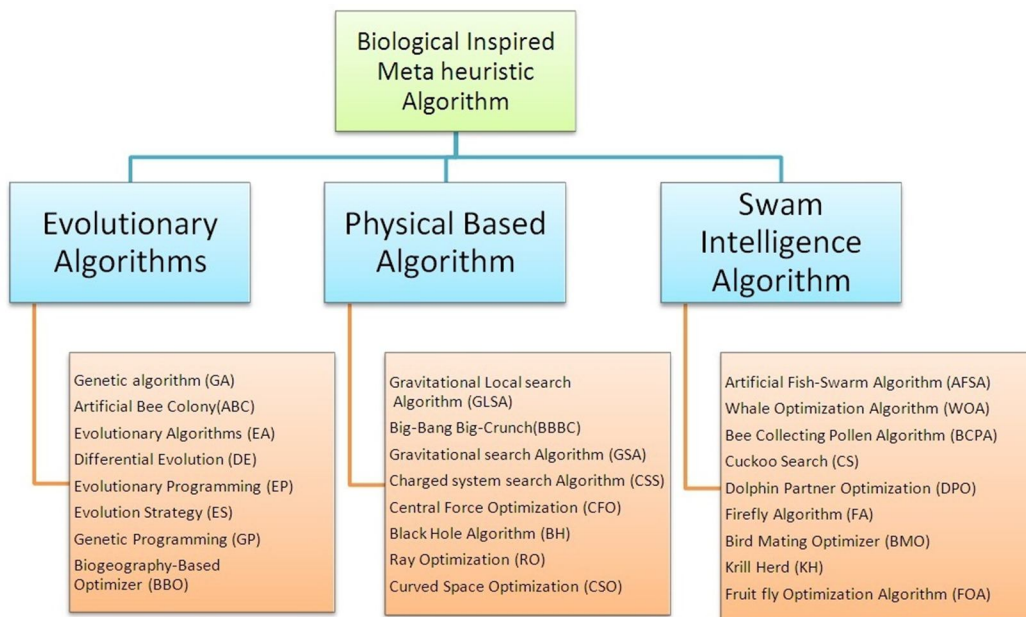 Biological Inspired
Meta heuristic
Algorithm
Evolutionary
Algorithms
Physical Based
Algorithm
Swam
Intelligence
Algorithm
Genetic algorithm (GA)
Artificial Bee Colony(ABC)
Evolutionary Algorithms (EA)
Differential Evolution (DE)
Evolutionary Programming (EP)
Evolution Strategy (ES)
Genetic Programming (GP)
Biogeography-Based
Optimizer (BBO)
Gravitational Local search
Algorithm (GLSA)
Big-Bang Big-Crunch(BBBC)
Gravitational search Algorithm (GSA)
Charged system search Algorithm (CSS)
Central Force Optimization (CFO)
Black Hole Algorithm (BH)
Ray Optimization (RO)
Curved Space Optimization (CSO)
Artificial Fish-Swarm Algorithm (AFSA)
Whale Optimization Algorithm (WOA)
Bee Collecting Pollen Algorithm (BCPA)
Cuckoo Search (CS)
Dolphin Partner Optimization (DPO)
Firefly Algorithm (FA)
Bird Mating Optimizer (BMO)
Krill Herd (KH)
Fruit fly Optimization Algorithm (FOA)